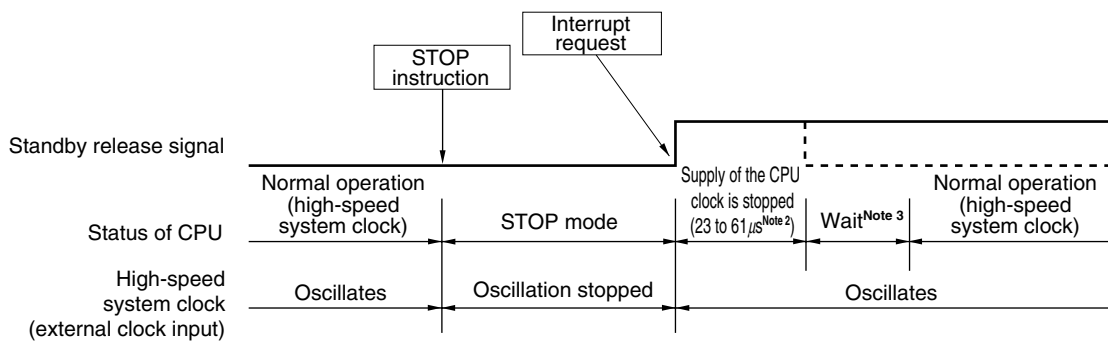 Interrupt
request
STOP
instruction
Standby release signal
Status of CPU
Normal operation
(high-speed
system clock)
STOP mode
Supply of the CPU
clock is stopped
(23 to 61 μsNote 2)
WaitNote 3
Normal operation
(high-speed
system clock)
High-speed
system clock
(external clock input)
Oscillates
Oscillation stopped
Oscillates